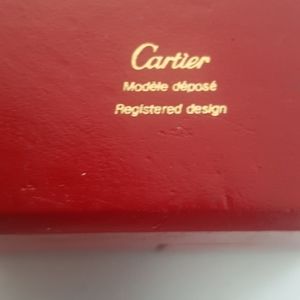 Cartier
Modèle déposé
Registered design